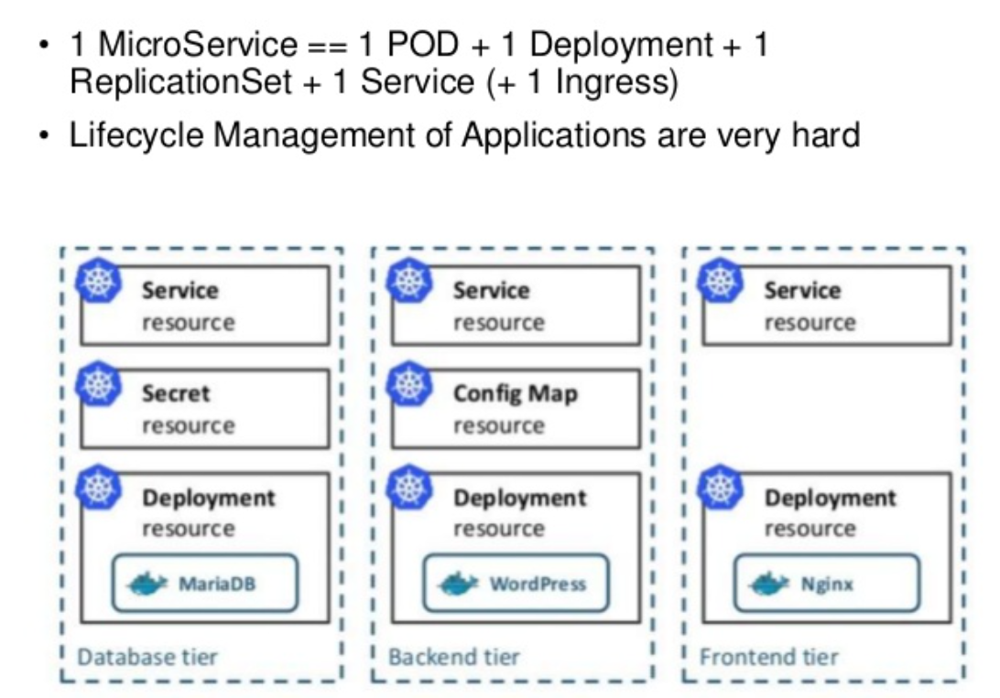 • 1 MicroService == 1 POD + 1 Deployment + 1
ReplicationSet + 1 Service (+ 1 Ingress)
• Lifecycle Management of Applications are very hard
Service
resource
Secret
resource
Deployment
resource
MariaDB
Database tier
Service
resource
Config Map
resource
Deployment
resource
WordPress
Backend tier
Service
resource
Deployment
resource
Nginx
Frontend tier